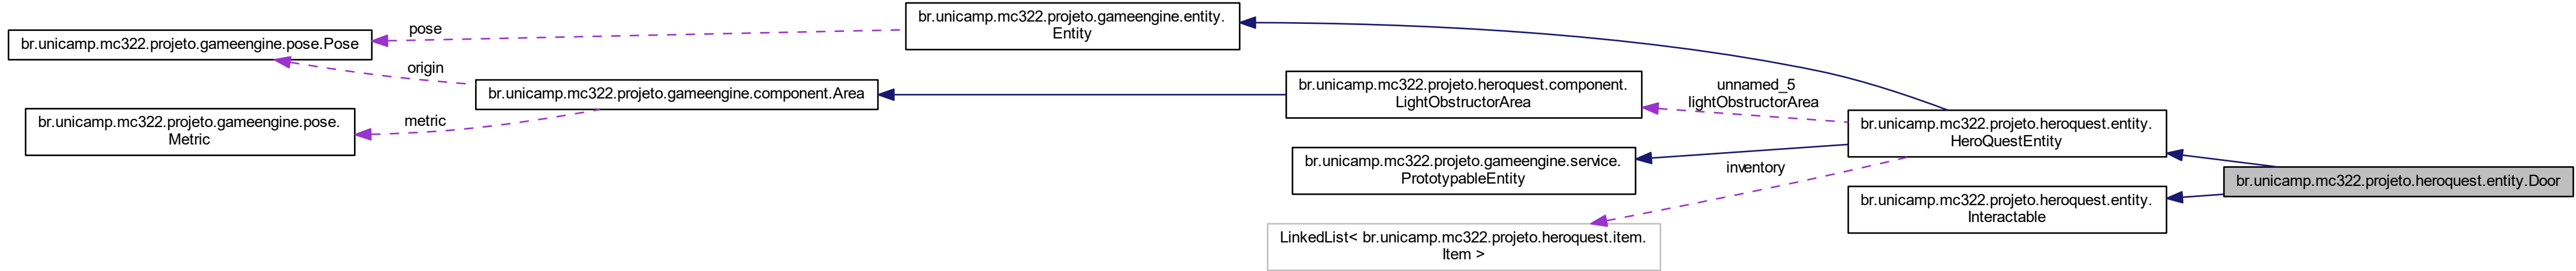 br.unicamp.mc322.projeto.gameengine.pose.Pose
pose
origin
br.unicamp.mc322.projeto.gameengine.pose.
Metric
metric
br.unicamp.mc322.projeto.gameengine.component.Area
br.unicamp.mc322.projeto.gameengine.entity.
Entity
br.unicamp.mc322.projeto.heroquest.component.
LightObstructorArea
unnamed_5
lightObstructorArea
br.unicamp.mc322.projeto.gameengine.service.
PrototypableEntity
inventory
LinkedList< br.unicamp.mc322.projeto.heroquest.item.
Item >
br.unicamp.mc322.projeto.heroquest.entity.
HeroQuestEntity
br.unicamp.mc322.projeto.heroquest.entity.
Interactable
br.unicamp.mc322.projeto.heroquest.entity.Door